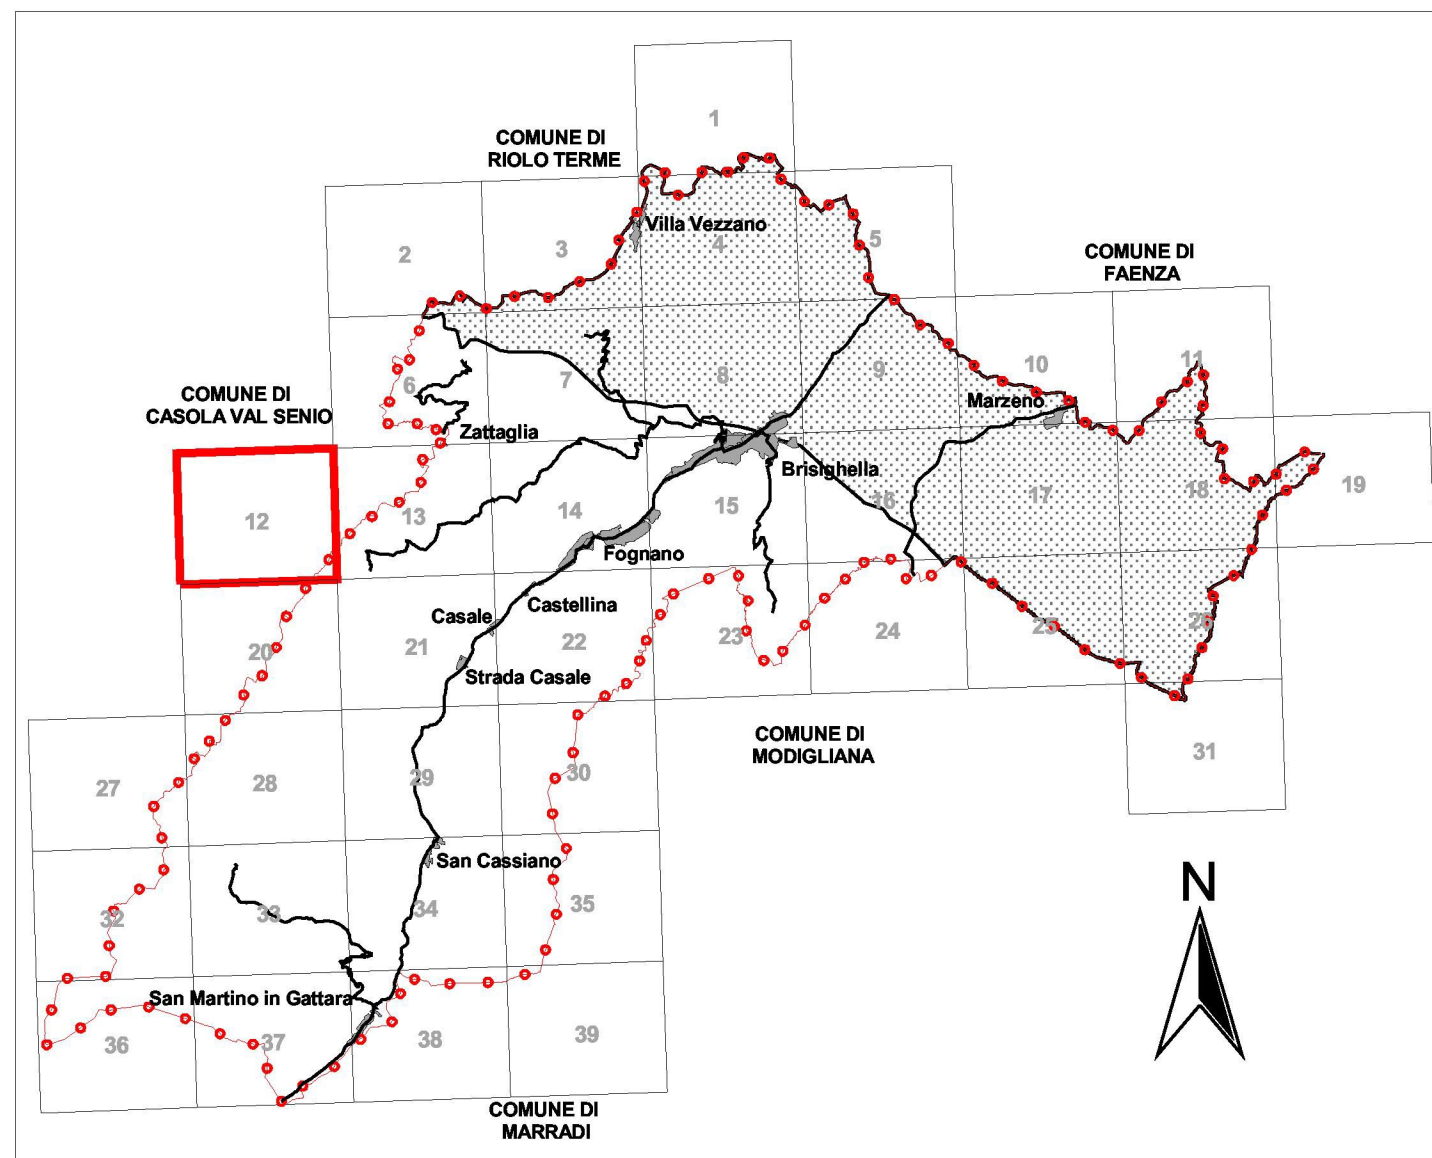 1
COMUNE DI
RIOLO TERME
Villa Vezzano
2
3
4
5
COMUNE DI
FAENZA
6
7
8
9
10
11
Marzeno
COMUNE DI
CASOLA VAL SENIO
Zattaglia
Brisighella
12
13
14
15
16
17
18
19
Fognano
Castellina
Casale
20
21
22
23
24
25
26
Strada Casale
COMUNE DI
MODIGLIANA
27
28
29
30
31
San Cassiano
32
33
34
35
N
San Martino in Gattara
36
37
38
39
COMUNE DI
MARRADI